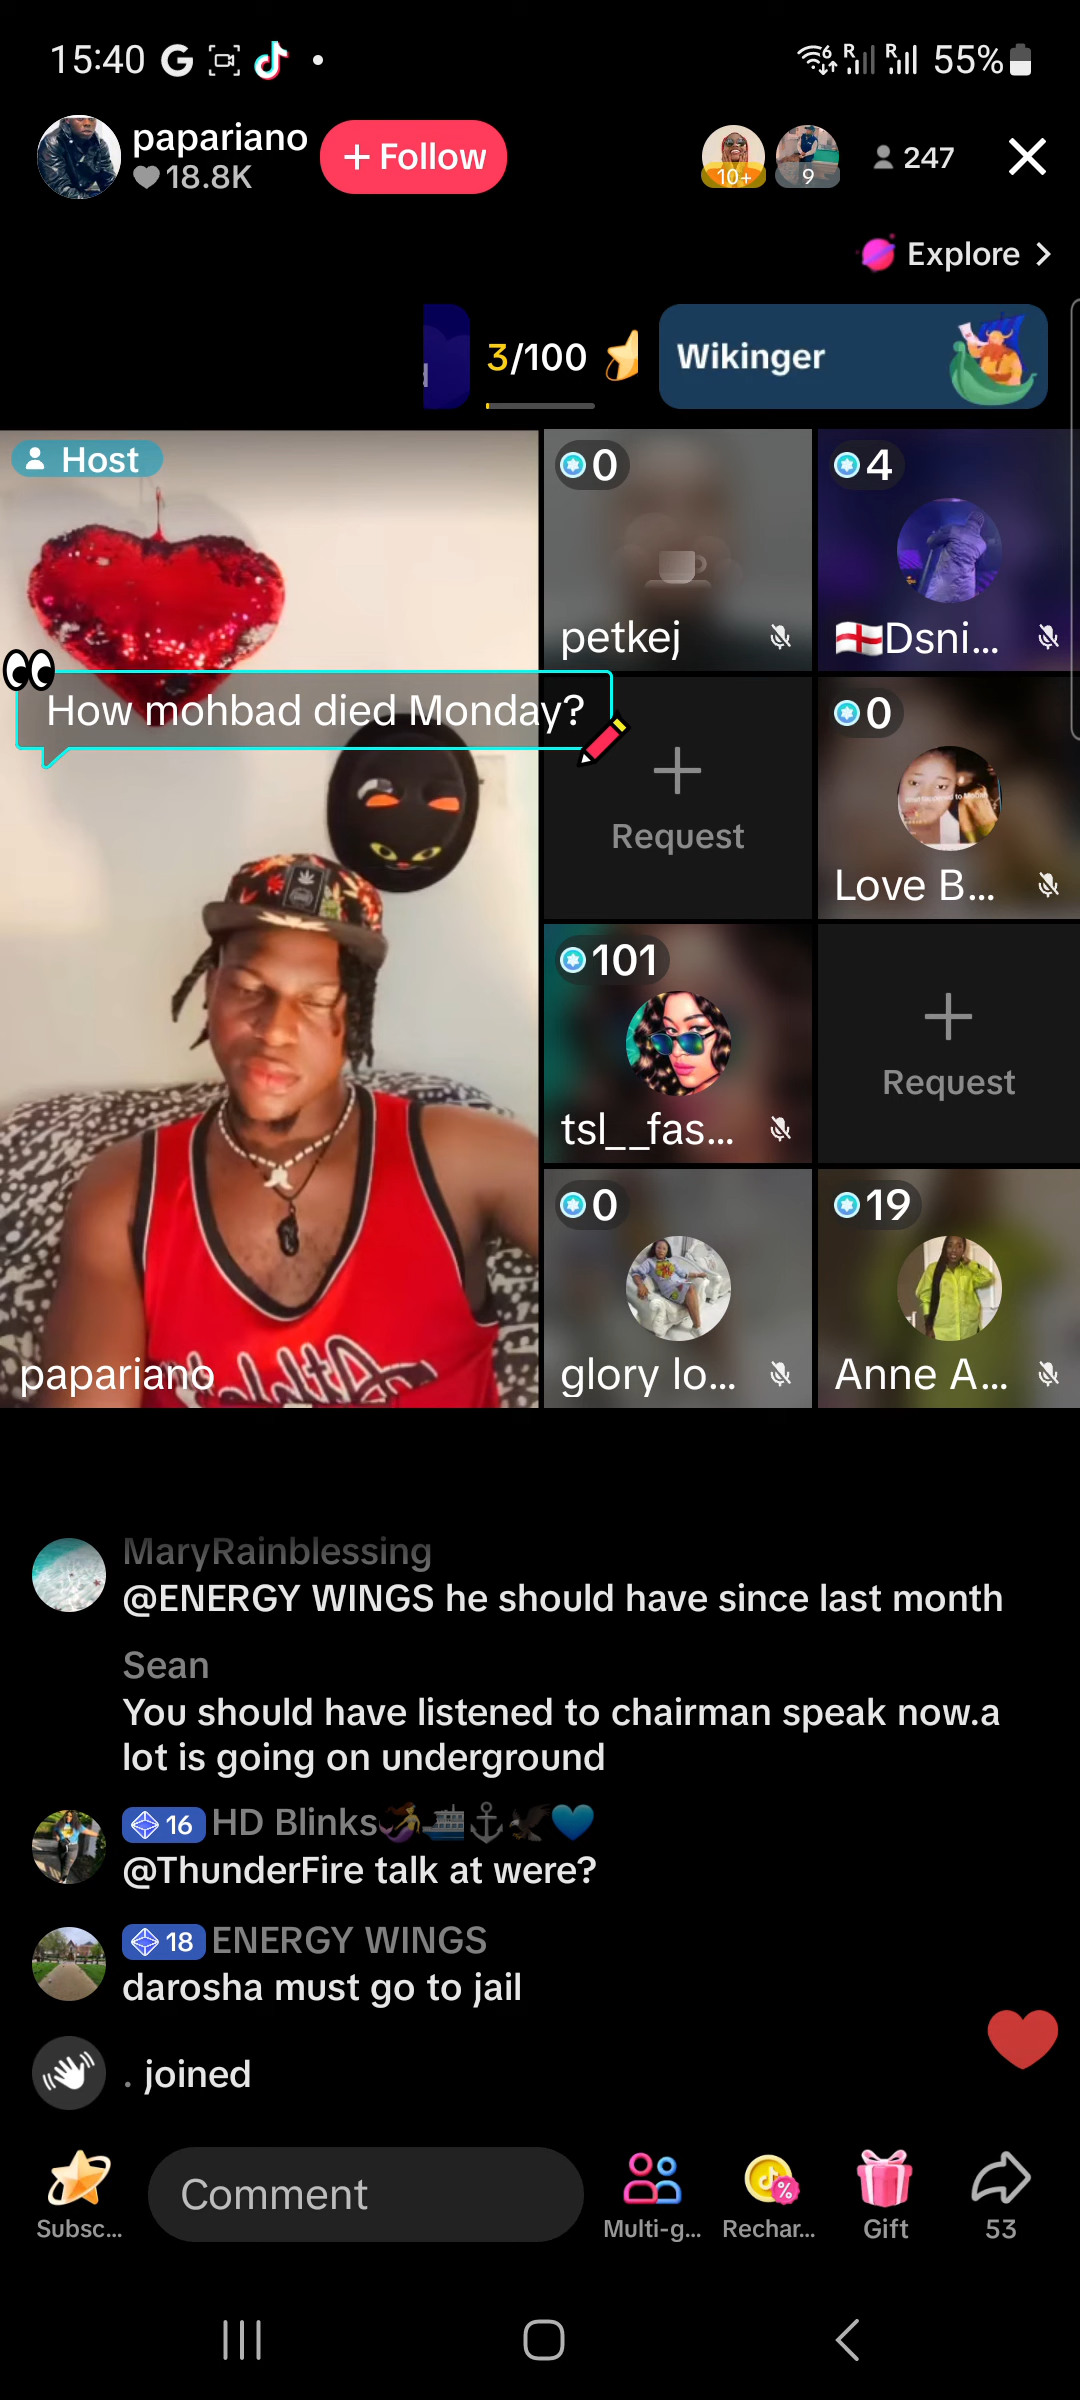 15:40
55%
papariano
18.8K
+ Follow
10+
9
247
Explore
3/100
Wikinger
Host
0
petkej
4
Dsni...
How mohbad died Monday?
Request
0
Love B...
101
tsl__fas...
Request
0
glory lo...
19
Anne A...
papariano
MaryRainblessing
@ENERGY WINGS he should have since last month
Sean
You should have listened to chairman speak now.a
lot is going on underground
16 HD Blinks
@ThunderFire talk at were?
18 ENERGY WINGS
darosha must go to jail
. joined
Subsc...
Comment
Multi-g...
Rechar...
Gift
53